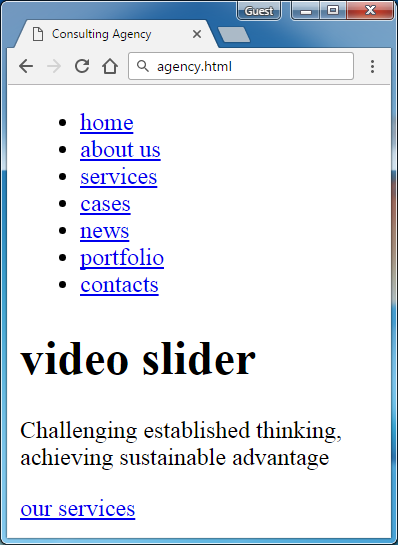 Guest
Consulting Agency
agency.html
home
about us
services
cases
news
portfolio
contacts
video slider
Challenging established thinking,
achieving sustainable advantage
our services